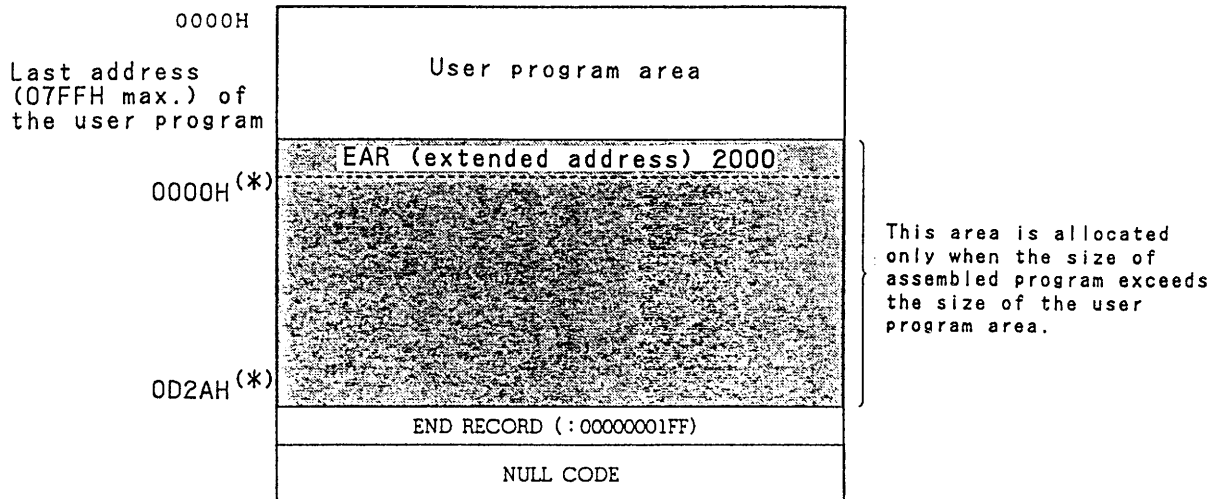 0000H
User program area
Last address
(07FFH max.) of
the user program
EAR (extended address) 2000
0000H(*)
This area is allocated
only when the size of
assembled program exceeds
the size of the user
program area.
0D2AH(*)
END RECORD (:00000001FF)
NULL CODE